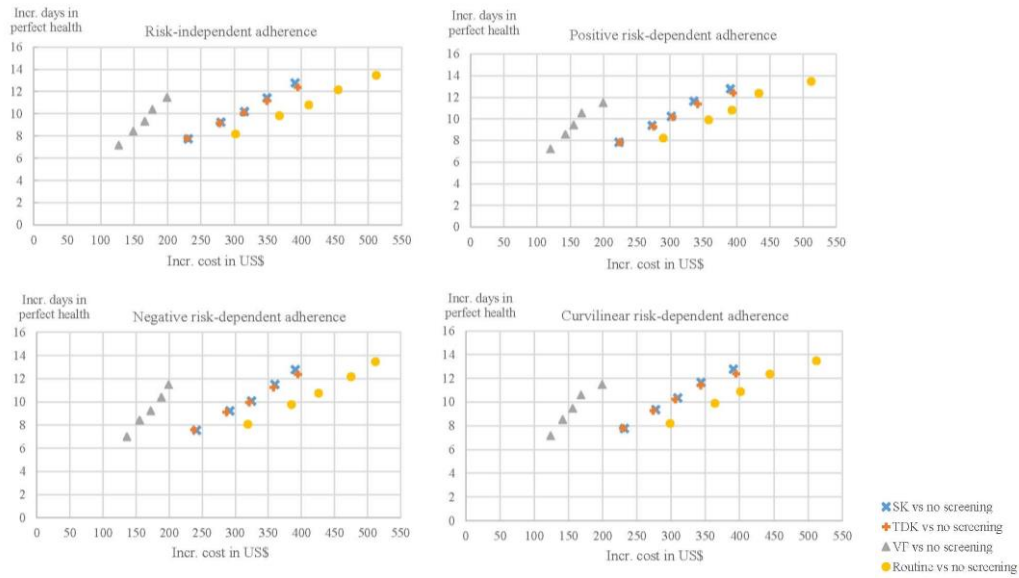 Incr. days in
perfect health
Risk-independent adherence
16
14
12
10
8
6
4
2
0
0 50 100 150 200 250 300 350 400 450 500 550
Incr. cost in US$
Incr. days in
perfect health
Positive risk-dependent adherence
16
14
12
10
8
6
4
2
0
0 50 100 150 200 250 300 350 400 450 500 550
Incr. cost in US$
Incr. days in
perfect health
Negative risk-dependent adherence
16
14
12
10
8
6
4
2
0
0 50 100 150 200 250 300 350 400 450 500 550
Incr. cost in US$
Incr. days in
perfect health
Curvilinear risk-dependent adherence
16
14
12
10
8
6
4
2
0
0 50 100 150 200 250 300 350 400 450 500 550
Incr. cost in US$
SK vs no screening
TDK vs no screening
VF vs no screening
Routine vs no screening